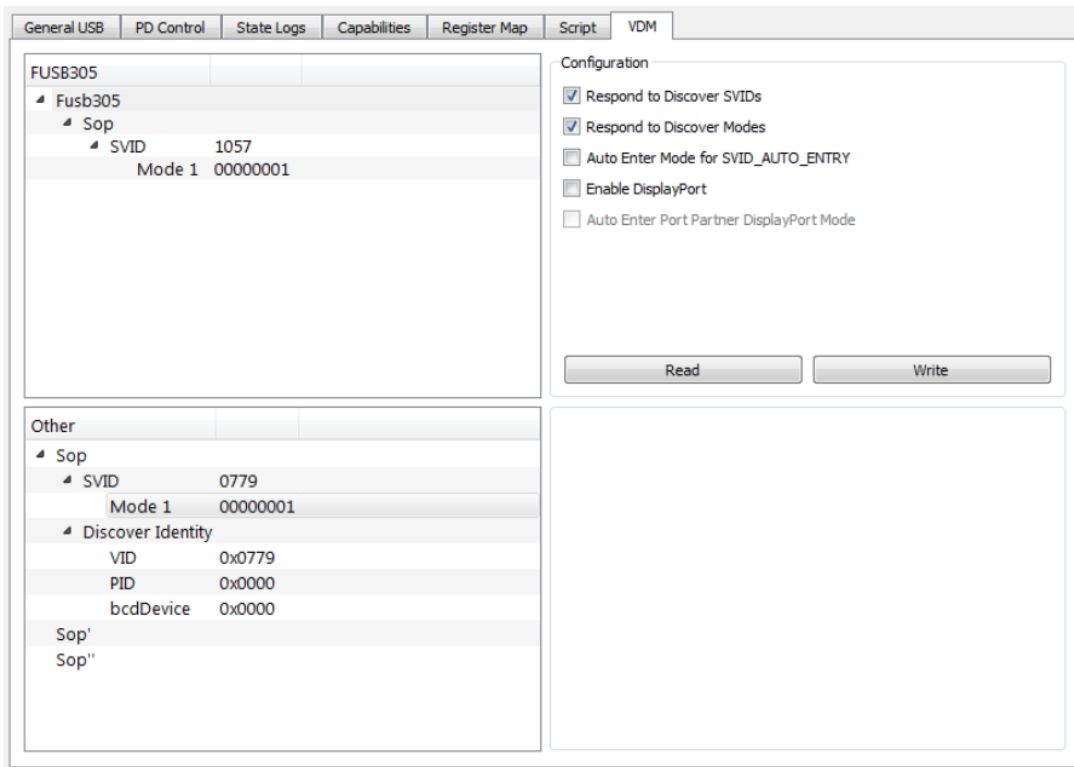 General USB PD Control State Logs Capabilities Register Map Script VDM
FUSB305
Fusb305
Sop
SVID 1057
Mode 1 00000001
Configuration
Respond to Discover SVIDs
Respond to Discover Modes
Auto Enter Mode for SVID_AUTO_ENTRY
Enable DisplayPort
Auto Enter Port Partner DisplayPort Mode
Read Write
Other
Sop
SVID 0779
Mode 1 00000001
Discover Identity
VID 0x0779
PID 0x0000
bcdDevice 0x0000
Sop'
Sop''